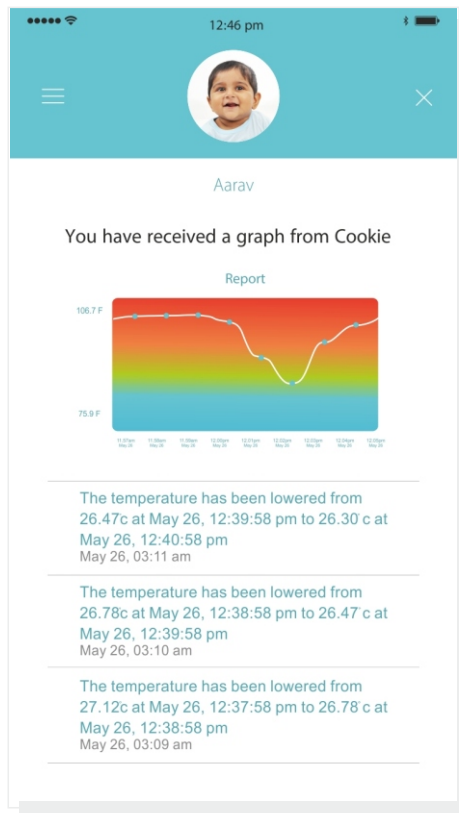 12:46 pm
Aarav
You have received a graph from Cookie
Report
106.7 F
75.9 F
The temperature has been lowered from
26.47c at May 26, 12:39:58 pm to 26.30 c at
May 26, 12:40:58 pm
May 26, 03:11 am
The temperature has been lowered from
26.78c at May 26, 12:38:58 pm to 26.47 c at
May 26, 12:39:58 pm
May 26, 03:10 am
The temperature has been lowered from
27.12c at May 26, 12:37:58 pm to 26.78 c at
May 26, 12:38:58 pm
May 26, 03:09 am